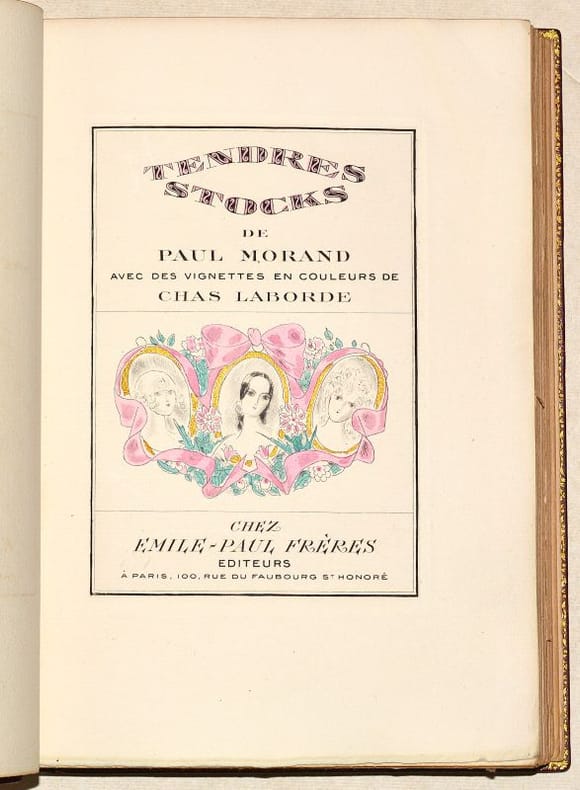 TENDRES
STOCKS
DE
PAUL MORAND
AVEC DES VIGNETTES EN COULEURS DE
CHAS LABORDE
CHEZ
EMILE-PAUL FRÈRES
EDITEURS
À PARIS, 100, RUE DU FAUBOURG ST HONORÉ